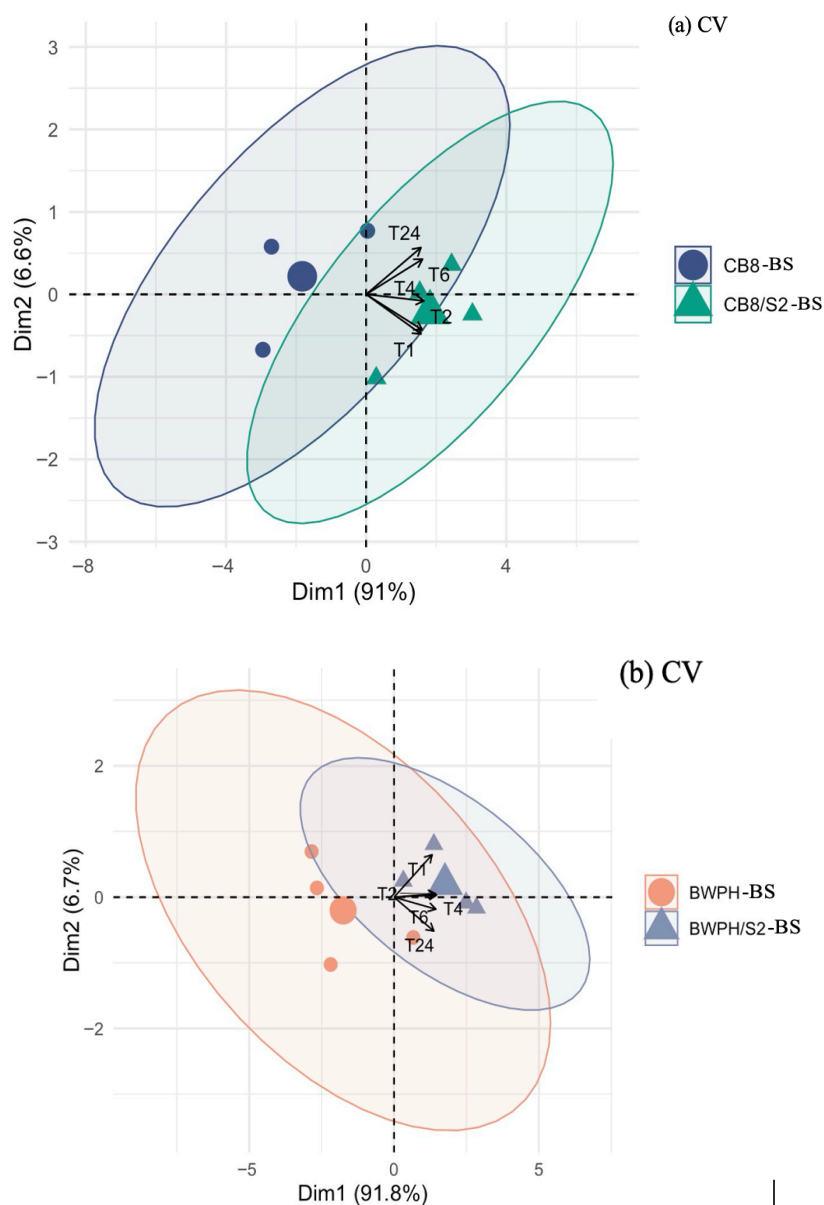 (a) CV
3
2
1
0
−1
−2
−3
Dim2 (6.6%)
T24
T6
T4
T2
T1
−8
−4
0
4
Dim1 (91%)
CB8-BS
CB8/S2-BS
(b) CV
2
0
−2
Dim2 (6.7%)
T1
T2
T4
T6
T24
−5
0
5
Dim1 (91.8%)
BWPH-BS
BWPH/S2-BS